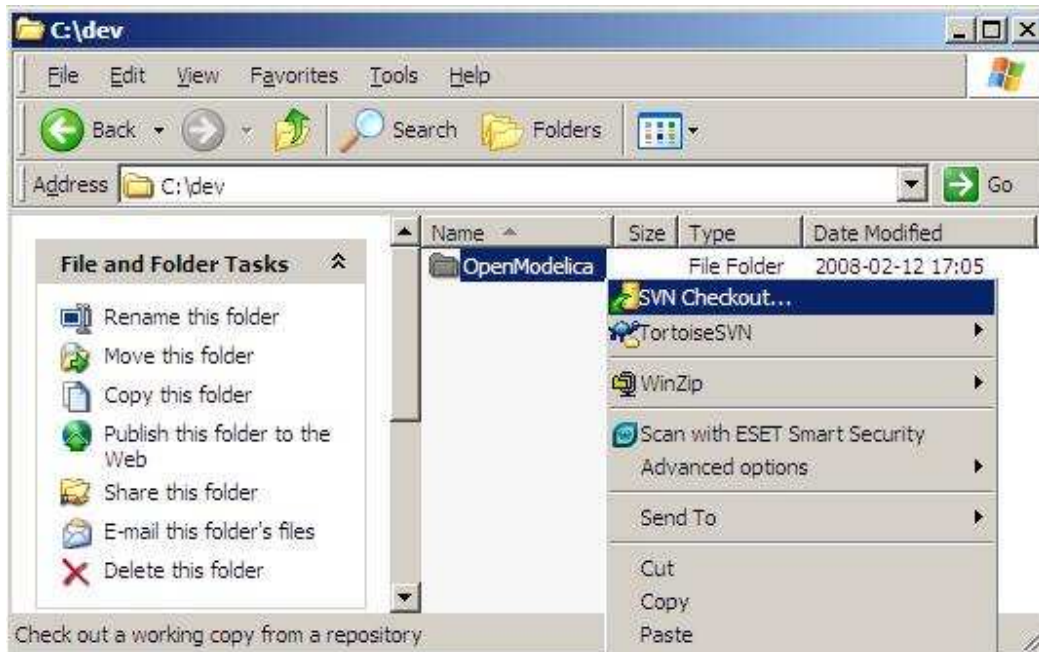 C:\dev
File Edit View Favorites Tools Help
Back Search Folders
Address C:\dev Go
Name Size Type Date Modified
OpenModelica File Folder 2008-02-12 17:05
File and Folder Tasks
Rename this folder
Move this folder
Copy this folder
Publish this folder to the
Web
Share this folder
E-mail this folder's files
Delete this folder
SVN Checkout...
TortoiseSVN
WinZip
Scan with ESET Smart Security
Advanced options
Send To
Cut
Copy
Paste
Check out a working copy from a repository